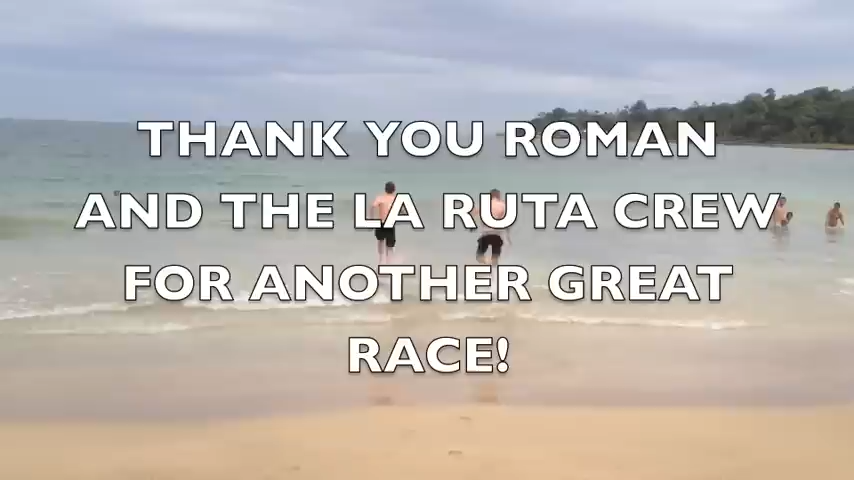 THANK YOU ROMAN
AND THE LA RUTA CREW
FOR ANOTHER GREAT
RACE!